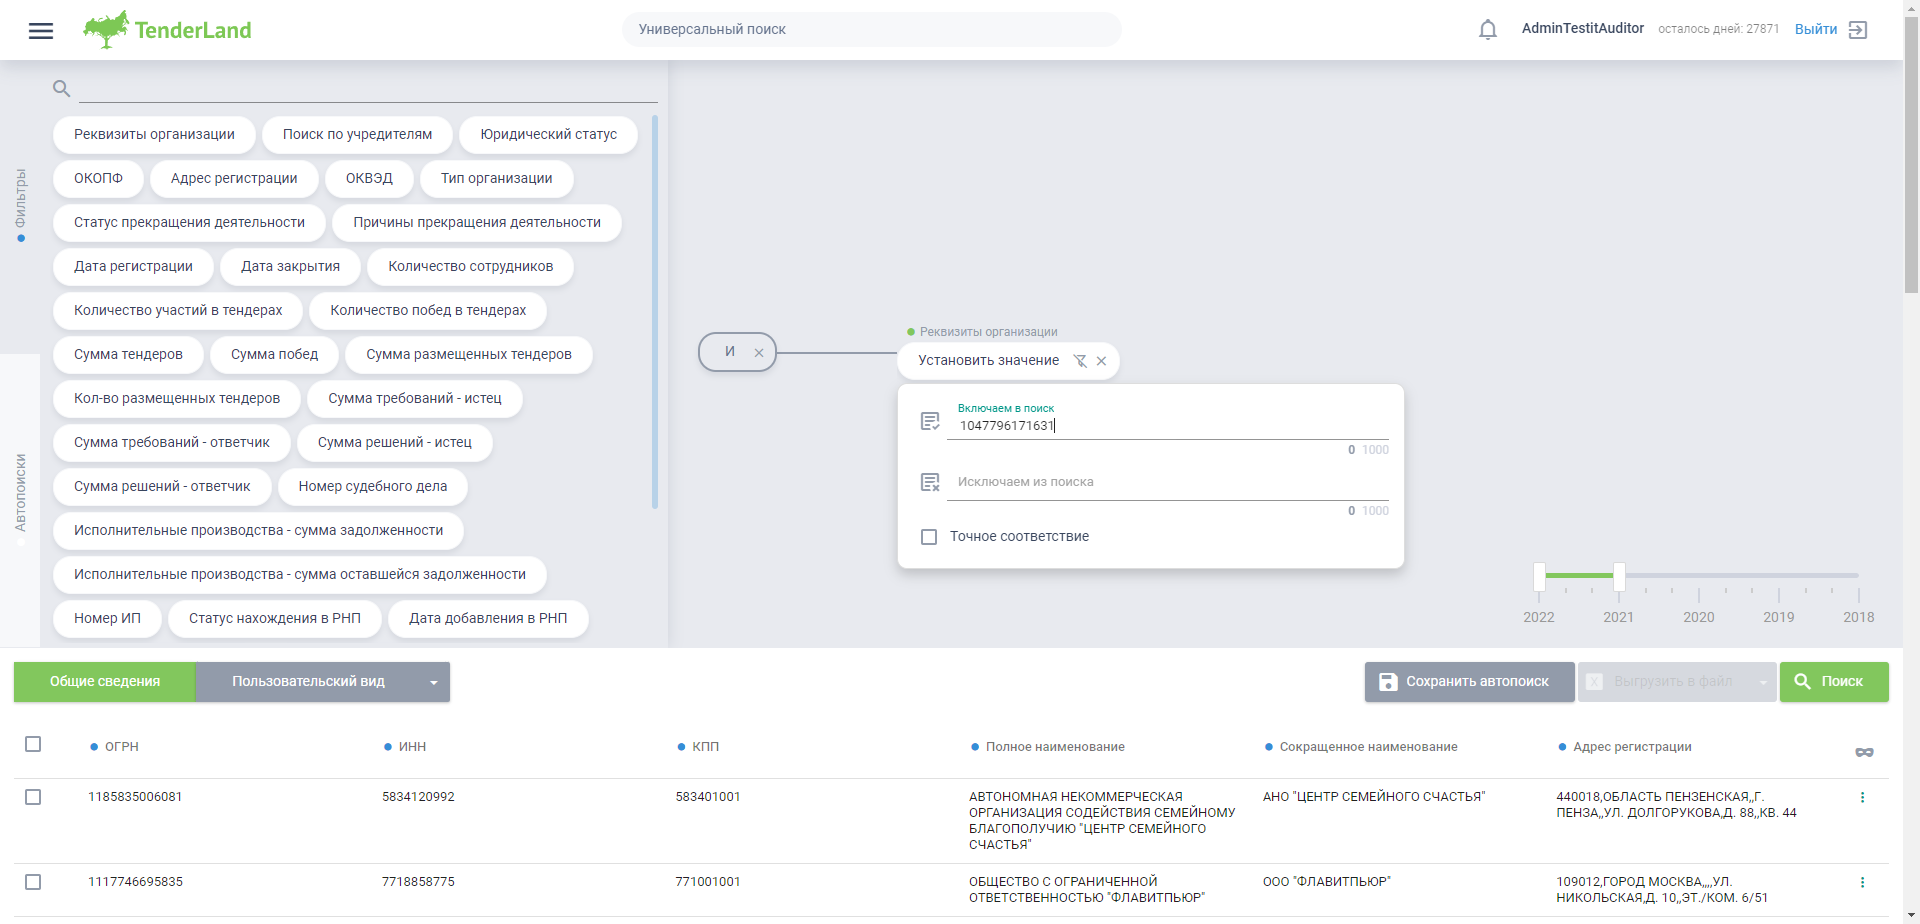 TenderLand
Универсальный поиск
AdminTestitAuditor
осталось дней: 27871
Выйти
Фильтры
Автопоиски
Реквизиты организации
Поиск по учредителям
Юридический статус
ОКОПФ
Адрес регистрации
ОКВЭД
Тип организации
Статус прекращения деятельности
Причины прекращения деятельности
Дата регистрации
Дата закрытия
Количество сотрудников
Количество участий в тендерах
Количество побед в тендерах
Сумма тендеров
Сумма побед
Сумма размещенных тендеров
Кол-во размещенных тендеров
Сумма требований - истец
Сумма требований - ответчик
Сумма решений - истец
Сумма решений - ответчик
Номер судебного дела
Исполнительные производства - сумма задолженности
Исполнительные производства - сумма оставшейся задолженности
Номер ИП
Статус нахождения в РНП
Дата добавления в РНП
И
Реквизиты организации
Установить значение
Включаем в поиск
1047796171631
0 1000
Исключаем из поиска
0 1000
Точное соответствие
2022 2021 2020 2019 2018
Общие сведения
Пользовательский вид
Сохранить автопоиск
Выгрузить в файл
Поиск
ОГРН
ИНН
КПП
Полное наименование
Сокращенное наименование
Адрес регистрации
1185835006081
5834120992
583401001
АВТОНОМНАЯ НЕКОММЕРЧЕСКАЯ
ОРГАНИЗАЦИЯ СОДЕЙСТВИЯ СЕМЕЙНОМУ
БЛАГОПОЛУЧИЮ "ЦЕНТР СЕМЕЙНОГО
СЧАСТЬЯ"
АНО "ЦЕНТР СЕМЕЙНОГО СЧАСТЬЯ"
440018,ОБЛАСТЬ ПЕНЗЕНСКАЯ,,Г.
ПЕНЗА,,УЛ. ДОЛГОРУКОВА,Д. 88,,КВ. 44
1117746695835
7718858775
771001001
ОБЩЕСТВО С ОГРАНИЧЕННОЙ
ОТВЕТСТВЕННОСТЬЮ "ФЛАВИТПЬЮР"
ООО "ФЛАВИТПЬЮР"
109012,ГОРОД МОСКВА,,,,УЛ.
НИКОЛЬСКАЯ,Д. 10,,ЭТ./КОМ. 6/51